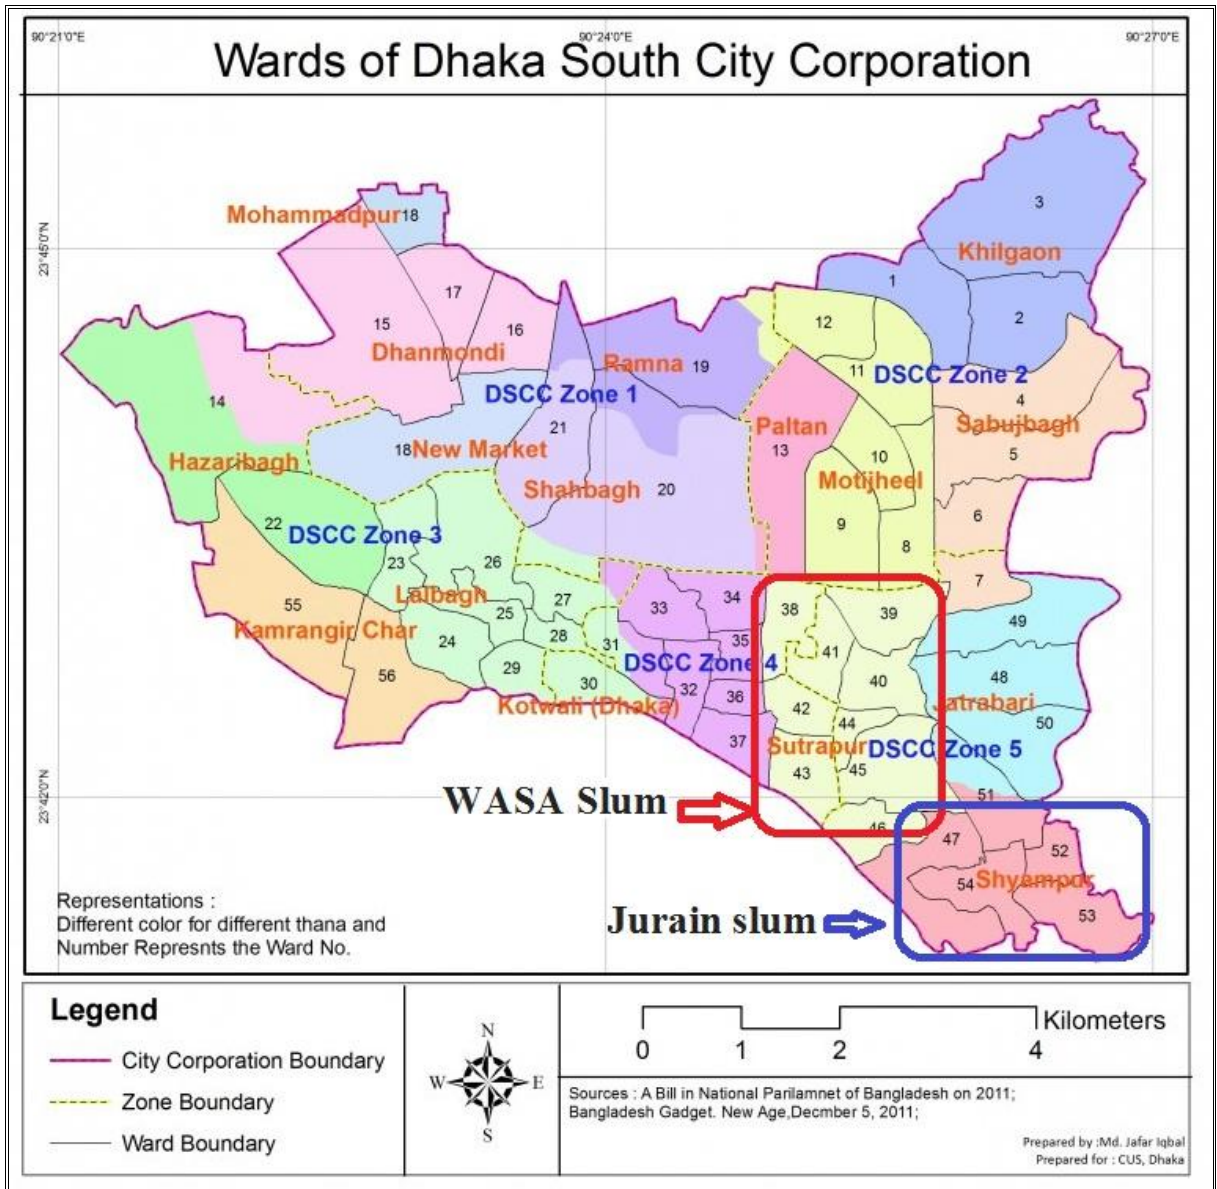 90°21'0"E 90°24'0"E 90°27'0"E
Wards of Dhaka South City Corporation
3
Mohammadpur 18
23°45'0"N
Khilgaon
1
17
2
15 16 12
Dhanmondi
Ramna 19
11 DSCC Zone 2
DSCC Zone 1
4
14
Paltan Sabujbagh
21
18 New Market 13 10 5
Hazaribagh
Motijheel
Shahbagh 20
22 9 6
DSCC Zone 3
8
23 26
7
Lalbagh
55 27 34
33 38 39
25 49
Kamrangir Char
24 28 31 35 41
DSCC Zone 4
29 48
56 30 32 36 40
Kotwali (Dhaka) 42 Jatrabari
44 50
37 Sutrapur DSCC Zone 5
43 45
23°42'0"N
WASA Slum
51
46
47
52
54 Shyampur
Representations :
Different color for different thana and
Number Represnts the Ward No.
Jurain slum
53
Legend
City Corporation Boundary
Zone Boundary
Ward Boundary
N
W E
S
Kilometers
0 1 2 4
Sources : A Bill in National Parilamnet of Bangladesh on 2011;
Bangladesh Gadget. New Age,Decmber 5, 2011;
Prepared by :Md. Jafar Iqbal
Prepared for : CUS, Dhaka